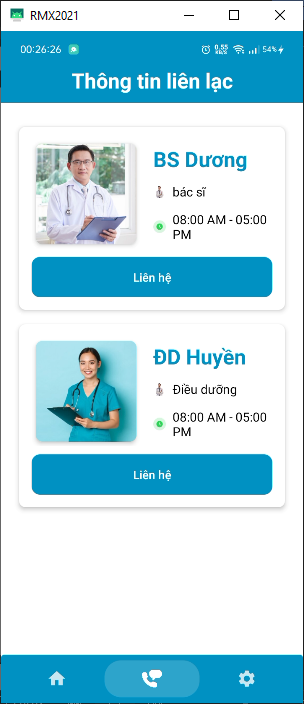 RMX2021
00:26:26
0.55
KB/S
54%
Thông tin liên lạc
BS Dương
bác sĩ
08:00 AM - 05:00
PM
Liên hệ
ĐD Huyền
Điều dưỡng
08:00 AM - 05:00
PM
Liên hệ